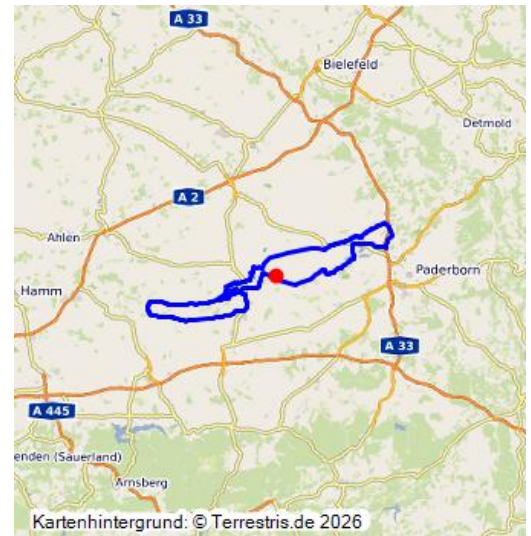 A 33
Bielefeld
Detmold
A 2
Ahlen
Paderborn
Hamm
A 33
A 445
enden (Sauerland)
Arnsberg
Kartenhintergrund: © Terrestris.de 2026